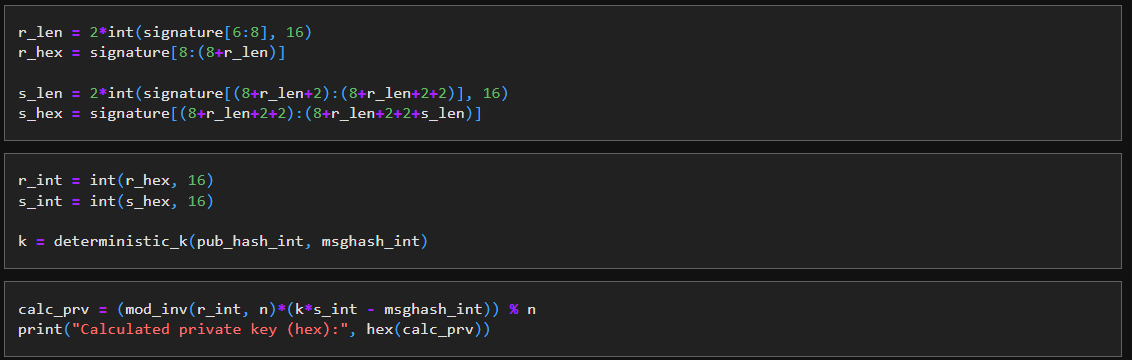 r_len = 2*int(signature[6:8], 16)
r_hex = signature[8:(8+r_len)]
s_len = 2*int(signature[(8+r_len+2):(8+r_len+2+2)], 16)
s_hex = signature[(8+r_len+2+2):(8+r_len+2+2+s_len)]
r_int = int(r_hex, 16)
s_int = int(s_hex, 16)
k = deterministic_k(pub_hash_int, msghash_int)
calc_prv = (mod_inv(r_int, n)*(k*s_int - msghash_int)) % n
print("Calculated private key (hex):", hex(calc_prv))